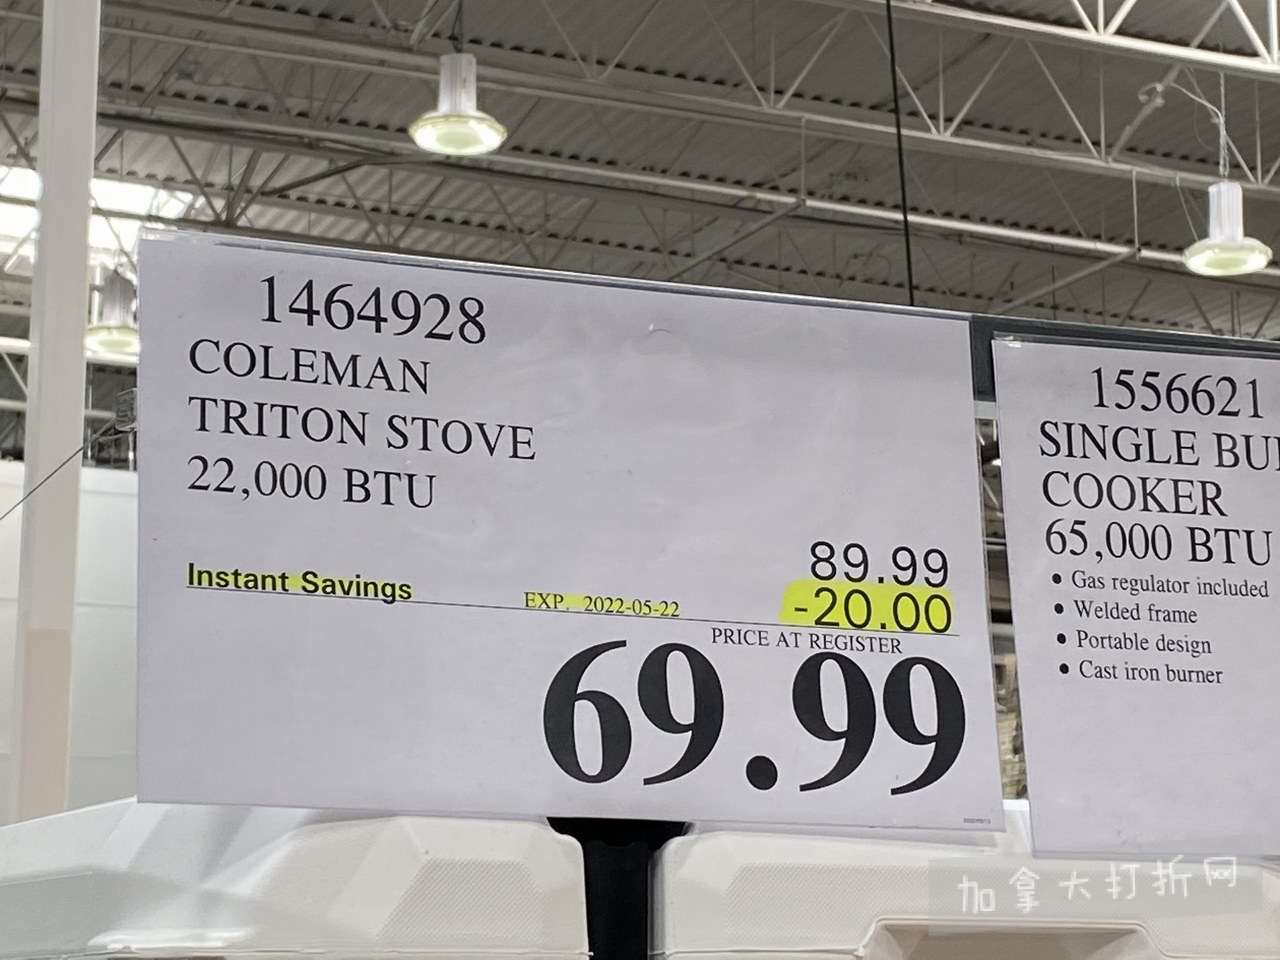 1464928
COLEMAN
TRITON STOVE
22,000 BTU
89.99
Instant Savings EXP. 2022-05-22 -20.00
PRICE AT REGISTER
69.99
1556621
SINGLE
COOKER
65,000 BTU
• Gas regulator included
• Welded frame
• Portable design
• Cast iron burner
加拿大打折网